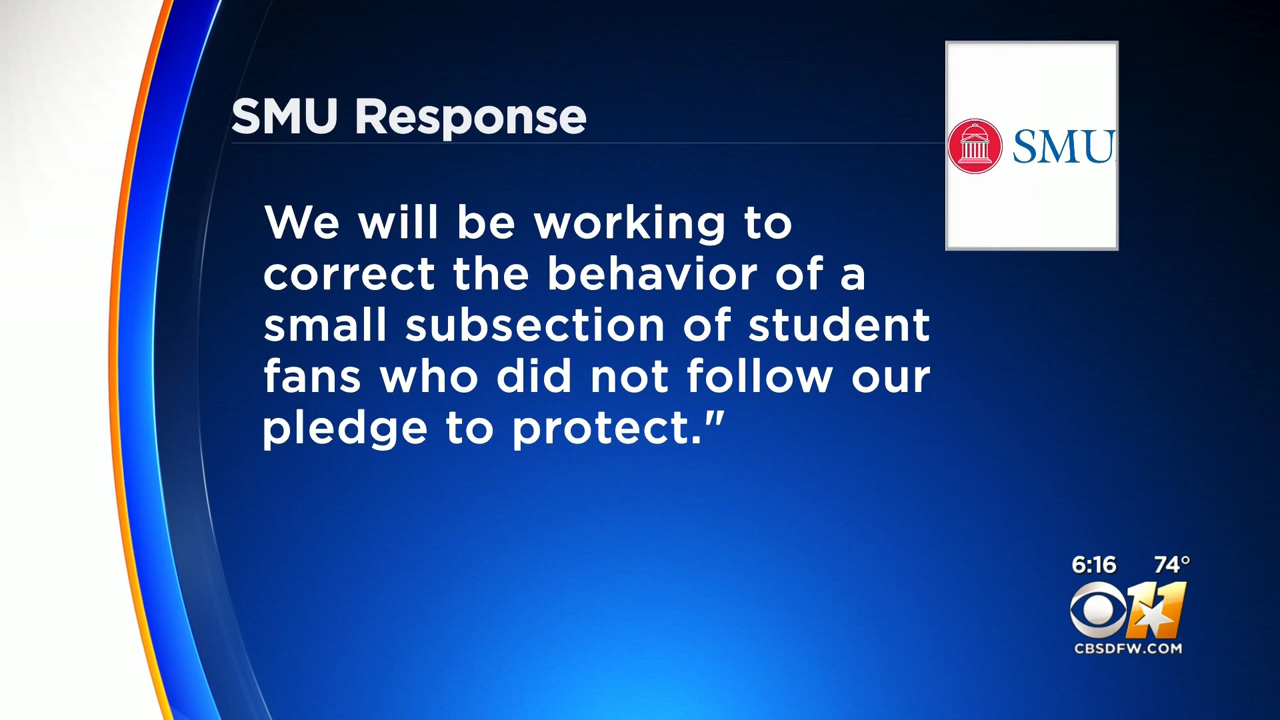 SMU Response
SMU
We will be working to
correct the behavior of a
small subsection of student
fans who did not follow our
pledge to protect."
6:16 74°
11
CBSDFW.COM